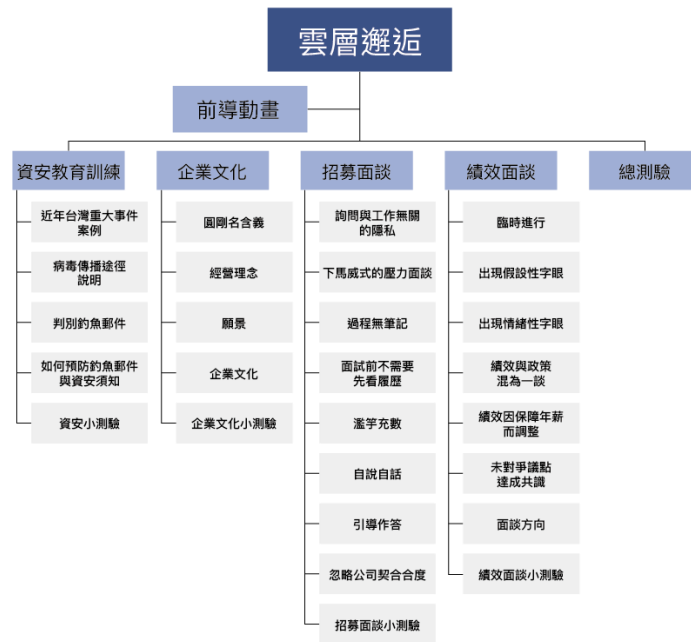 雲層邂逅
前導動畫
資安教育訓練
近年台灣重大事件
案例
病毒傳播途徑
說明
判別釣魚郵件
如何預防釣魚郵件
與資安須知
資安小測驗
企業文化
圓剛名含義
經營理念
願景
企業文化
企業文化小測驗
招募面談
詢問與工作無關
的隱私
下馬威式的壓力面談
過程無筆記
面試前不需要
先看履歷
濫竽充數
自說自話
引導作答
忽略公司契合合度
招募面談小測驗
績效面談
臨時進行
出現假設性字眼
出現情緒性字眼
績效與政策
混為一談
績效因保障年薪
而調整
未對爭議點
達成共識
面談方向
績效面談小測驗
總測驗